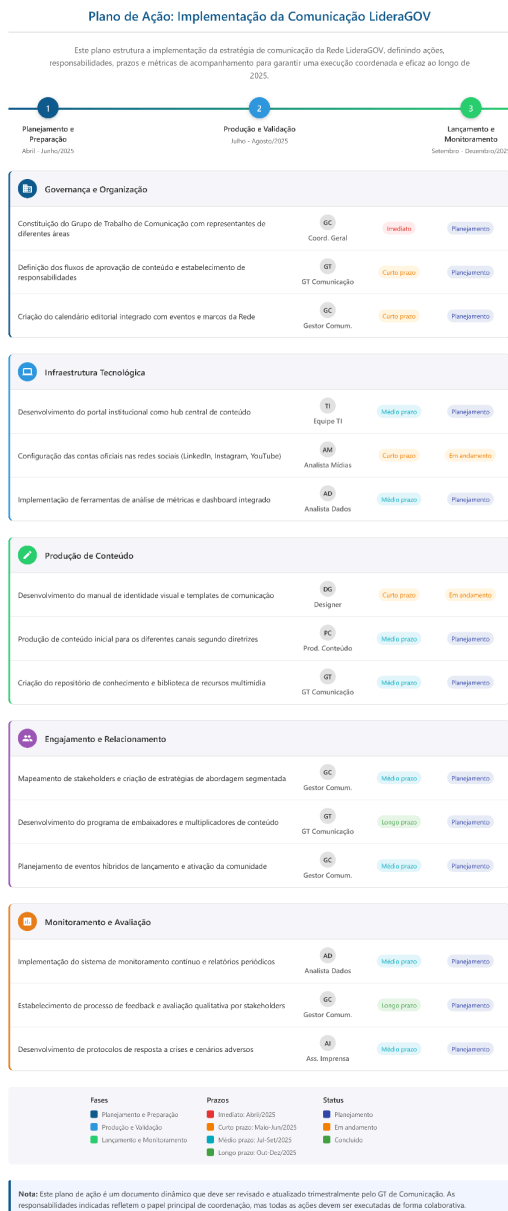 Plano de Ação: Implementação da Comunicação LideraGOV
Este plano estrutura a implementação da estratégia de comunicação da Rede LideraGOV, definindo ações,
responsabilidades, prazos e métricas de acompanhamento para garantir uma execução coordenada e eficaz ao longo de
2025.
1
Planejamento e
Preparação
Abril - Junho/2025
2
Produção e Validação
Julho - Agosto/2025
3
Lançamento e
Monitoramento
Setembro - Dezembro/2025
Governança e Organização
Constituição do Grupo de Trabalho de Comunicação com representantes de
diferentes áreas
GC
Coord. Geral
Imediato
Planejamento
Definição dos fluxos de aprovação de conteúdo e estabelecimento de
responsabilidades
GT
GT Comunicação
Curto prazo
Planejamento
Criação do calendário editorial integrado com eventos e marcos da Rede
GC
Gestor Comum.
Curto prazo
Planejamento
Infraestrutura Tecnológica
Desenvolvimento do portal institucional como hub central de conteúdo
TI
Equipe TI
Médio prazo
Planejamento
Configuração das contas oficiais nas redes sociais (LinkedIn, Instagram, YouTube)
AM
Analista Mídias
Curto prazo
Em andamento
Implementação de ferramentas de análise de métricas e dashboard integrado
AD
Analista Dados
Médio prazo
Planejamento
Produção de Conteúdo
Desenvolvimento do manual de identidade visual e templates de comunicação
DG
Designer
Curto prazo
Em andamento
Produção de conteúdo inicial para os diferentes canais segundo diretrizes
PC
Prod. Conteúdo
Médio prazo
Planejamento
Criação do repositório de conhecimento e biblioteca de recursos multimídia
GT
GT Comunicação
Médio prazo
Planejamento
Engajamento e Relacionamento
Mapeamento de stakeholders e criação de estratégias de abordagem segmentada
GC
Gestor Comum.
Médio prazo
Planejamento
Desenvolvimento do programa de embaixadores e multiplicadores de conteúdo
GT
GT Comunicação
Longo prazo
Planejamento
Planejamento de eventos híbridos de lançamento e ativação da comunidade
GC
Gestor Comum.
Médio prazo
Planejamento
Monitoramento e Avaliação
Implementação do sistema de monitoramento contínuo e relatórios periódicos
AD
Analista Dados
Médio prazo
Planejamento
Estabelecimento de processo de feedback e avaliação qualitativa por stakeholders
GC
Gestor Comum.
Longo prazo
Planejamento
Desenvolvimento de protocolos de resposta a crises e cenários adversos
AI
Ass. Imprensa
Médio prazo
Planejamento
Fases
Planejamento e Preparação
Produção e Validação
Lançamento e Monitoramento
Prazos
Imediato: Abril/2025
Curto prazo: Maio-Jun/2025
Médio prazo: Jul-Set/2025
Longo prazo: Out-Dez/2025
Status
Planejamento
Em andamento
Concluído
Nota: Este plano de ação é um documento dinâmico que deve ser revisado e atualizado trimestralmente pelo GT de Comunicação. As
responsabilidades indicadas refletem o papel principal de coordenação, mas todas as ações devem ser executadas de forma colaborativa.